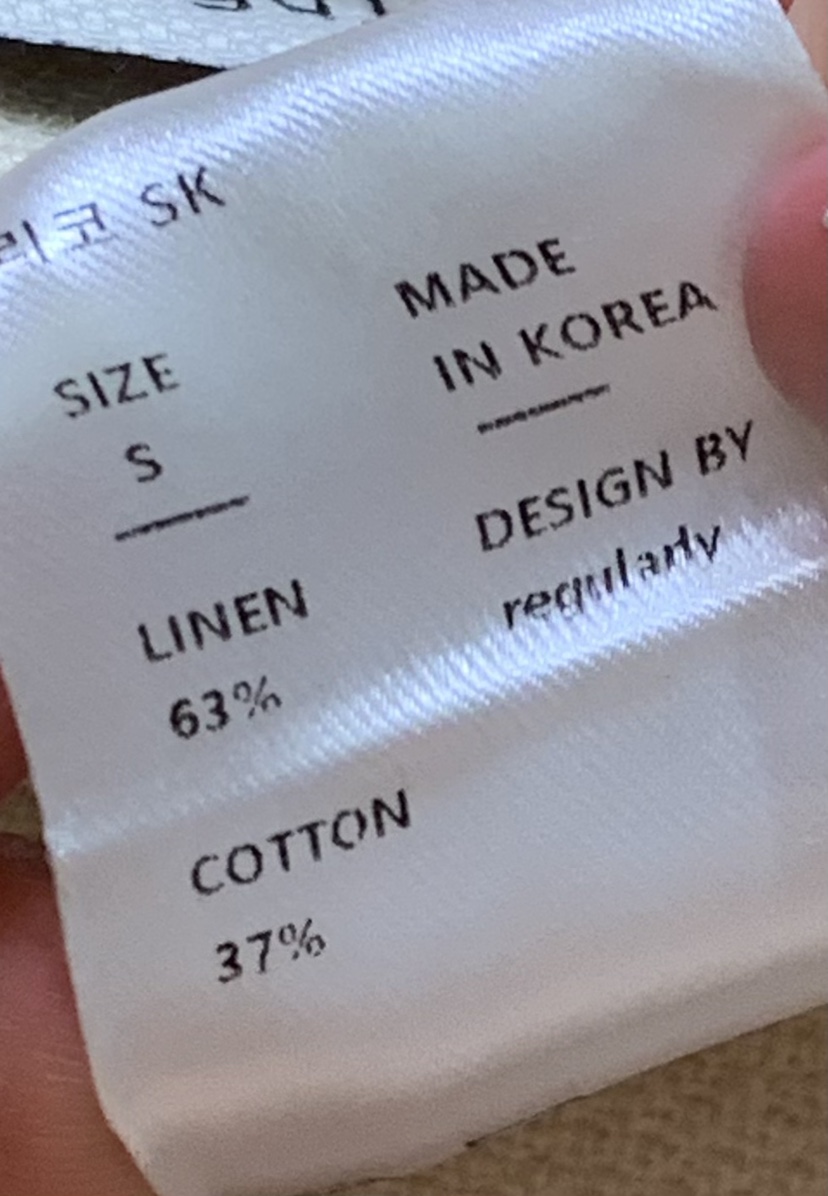 리코 SK
SIZE
S
LINEN
63%
COTTON
37%
MADE
IN KOREA
DESIGN BY
regularly